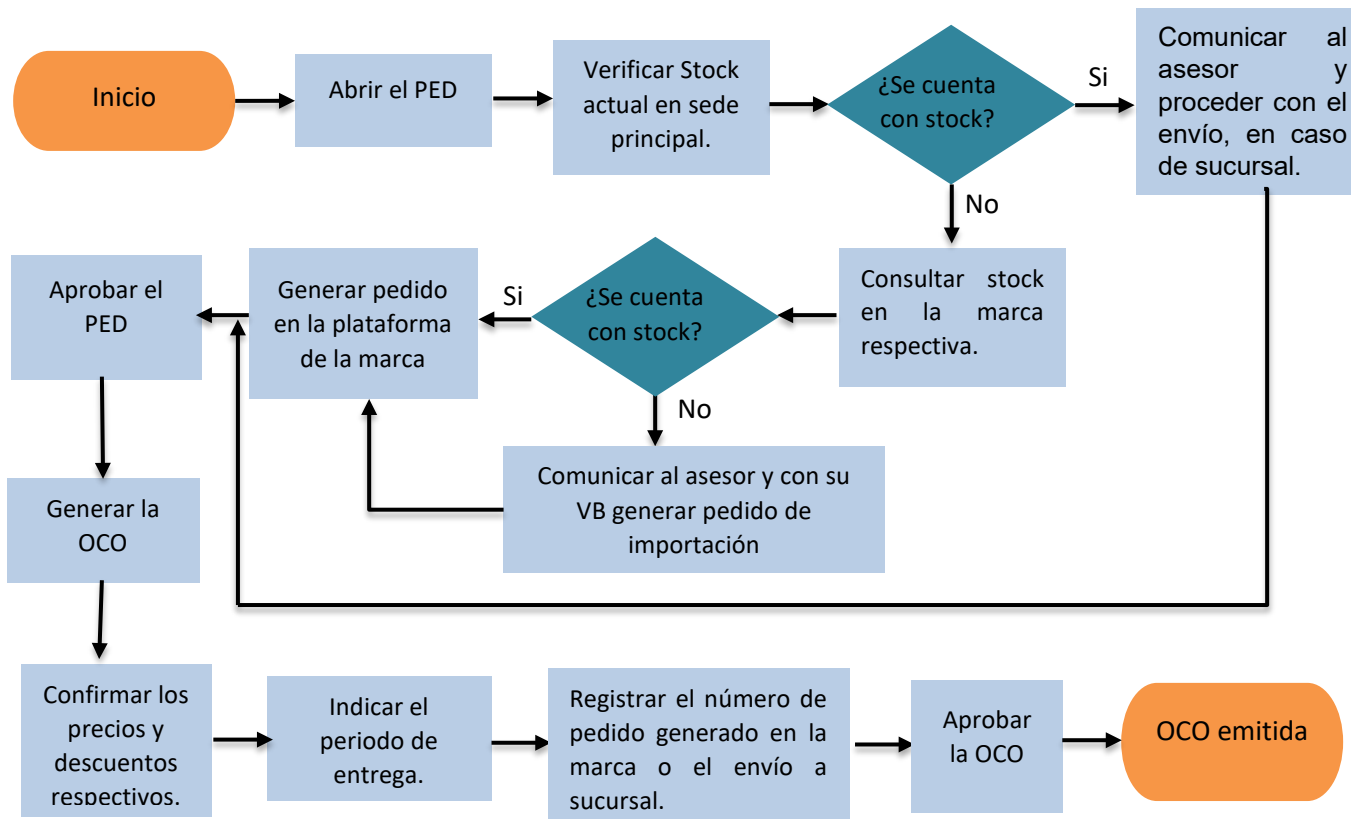 Inicio
Abrir el PED
Verificar Stock
actual en sede
principal.
¿Se cuenta
con stock?
Si
Comunicar al
asesor y
proceder con el
envío, en caso
de sucursal.
No
Consultar stock
en la marca
respectiva.
¿Se cuenta
con stock?
Si
Generar pedido
en la plataforma
de la marca
Aprobar el
PED
No
Comunicar al asesor y con su
VB generar pedido de
importación
Generar la
OCO
Confirmar los
precios y
descuentos
respectivos.
Indicar el
periodo de
entrega.
Registrar el número de
pedido generado en la
marca o el envío a
sucursal.
Aprobar
la OCO
OCO emitida